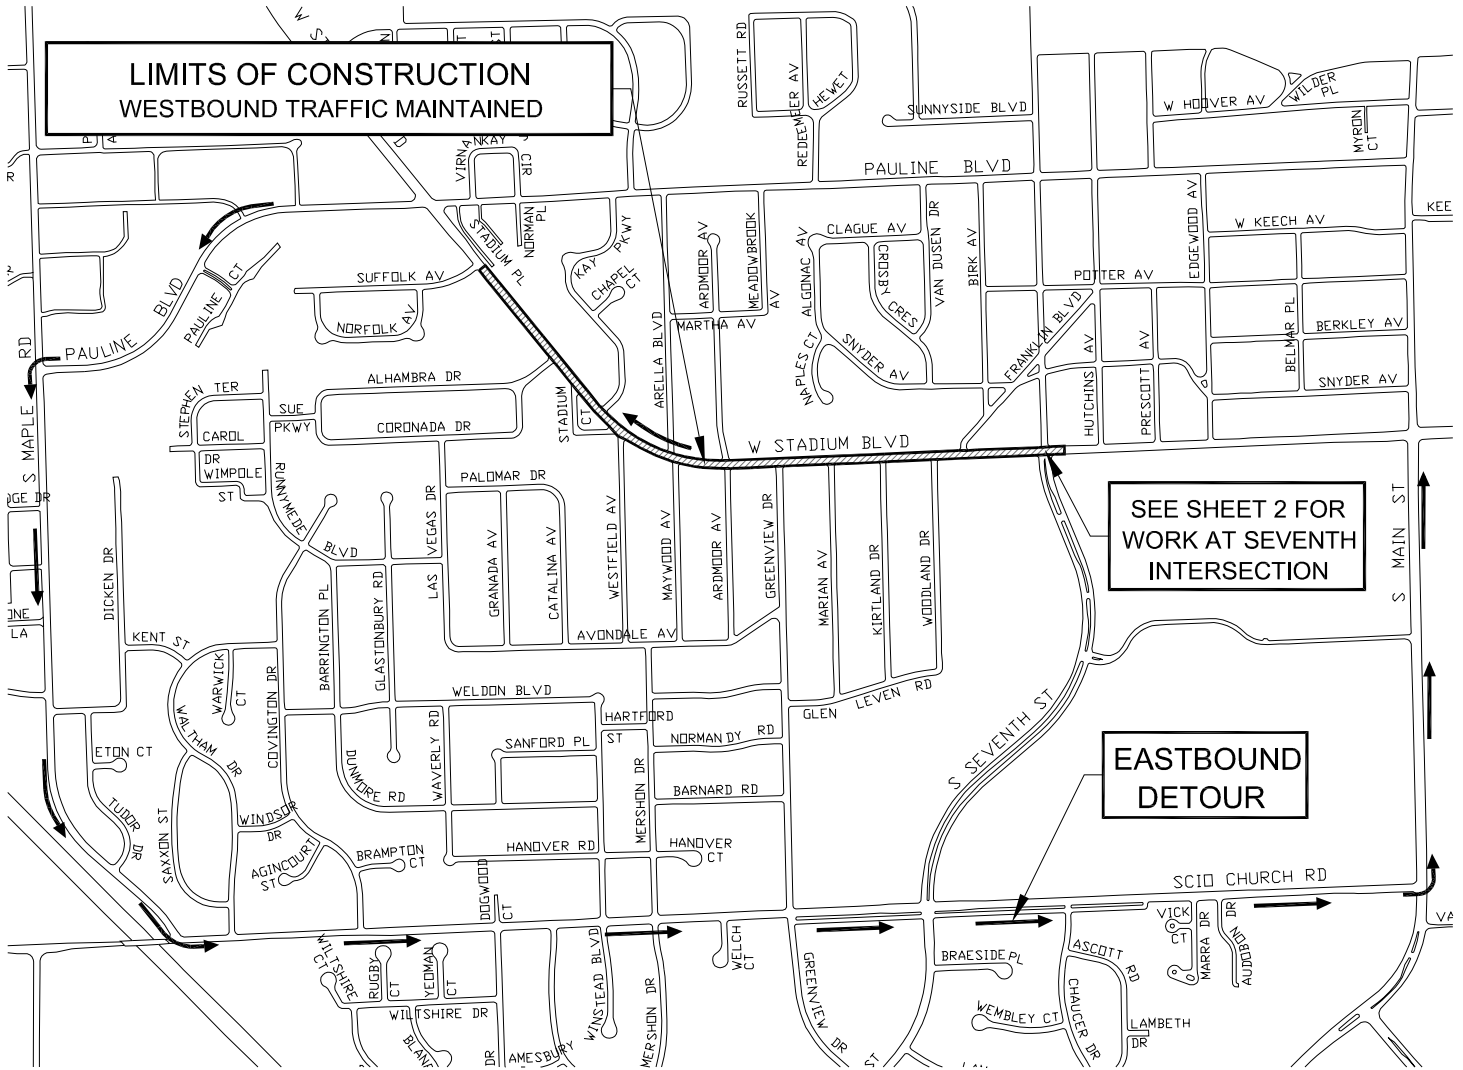 LIMITS OF CONSTRUCTION
WESTBOUND TRAFFIC MAINTAINED
W ST
RUSSETT RD
REDEEMER AV
HEWET
SUNNYSIDE BLVD
W HOOVER AV
WILDER
PL
MYRON
CT
PAULINE BLVD
KAY
CIR
NORMAN
PL
STADIUM PL
KAY PKWY
CHAPEL
CT
ARDMOOR AV
MEADOWBROOK
AV
MARTHA AV
ARELLA BLVD
ALGONAC AV
CLAGUE AV
CROSBY CRES
VAN DUSEN DR
BIRK AV
EDGEWOOD AV
W KEECH AV
KEE
POTTER AV
FRANKLIN BLVD
HUTCHINS AV
PRESCOTT AV
BELMAR PL
BERKLEY AV
SNYDER AV
SNYDER AV
NAPLES CT
SUFFOLK AV
NORFOLK AV
PAULINE CT
PAULINE BLVD
S MAPLE RD
STEPHEN TER
CAROL
DR
WIMPOLE
ST
SUE
PKWY
ALHAMBRA DR
CORONADA DR
STADIUM
CT
W STADIUM BLVD
RUNNYMEDE
BLVD
PALOMAR DR
LAS VEGAS DR
GRANADA AV
CATALINA AV
WESTFIELD AV
MAYWOOD AV
ARDMOOR AV
GREENVIEW DR
MARIAN AV
KIRTLAND DR
WOODLAND DR
SEE SHEET 2 FOR
WORK AT SEVENTH
INTERSECTION
S MAIN ST
LA
DICKEN DR
KENT ST
WARWICK
CT
WALTHAM DR
COVINGTON DR
BARRINGTON PL
GLASTONBURY RD
AVONDALE AV
WELDON BLVD
GLEN LEVEN RD
S SEVENTH ST
HARTFORD
ST
NORMANDY RD
SANFORD PL
WAVERLY RD
DUNMORE RD
MERSHON DR
BARNARD RD
EASTBOUND
DETOUR
ETON CT
TUDOR DR
SAXXON ST
WINDSOR
DR
AGINCOURT
ST
BRAMPTON
CT
HANOVER RD
HANOVER
CT
DOGWOOD
CT
SCIO CHURCH RD
WILTSHIRE
CT
RUGBY
CT
YEOMAN
CT
WILTSHIRE DR
WINSTEAD BLVD
MERSHON DR
WELCH
CT
GREENVIEW DR
BRAESIDE PL
WEMBLEY CT
CHAUCER DR
ASCOTT RD
LAMBETH
DR
VICK
CT
MARRA DR
AUDOBON DR
VA
DR
AMESBURY
ST